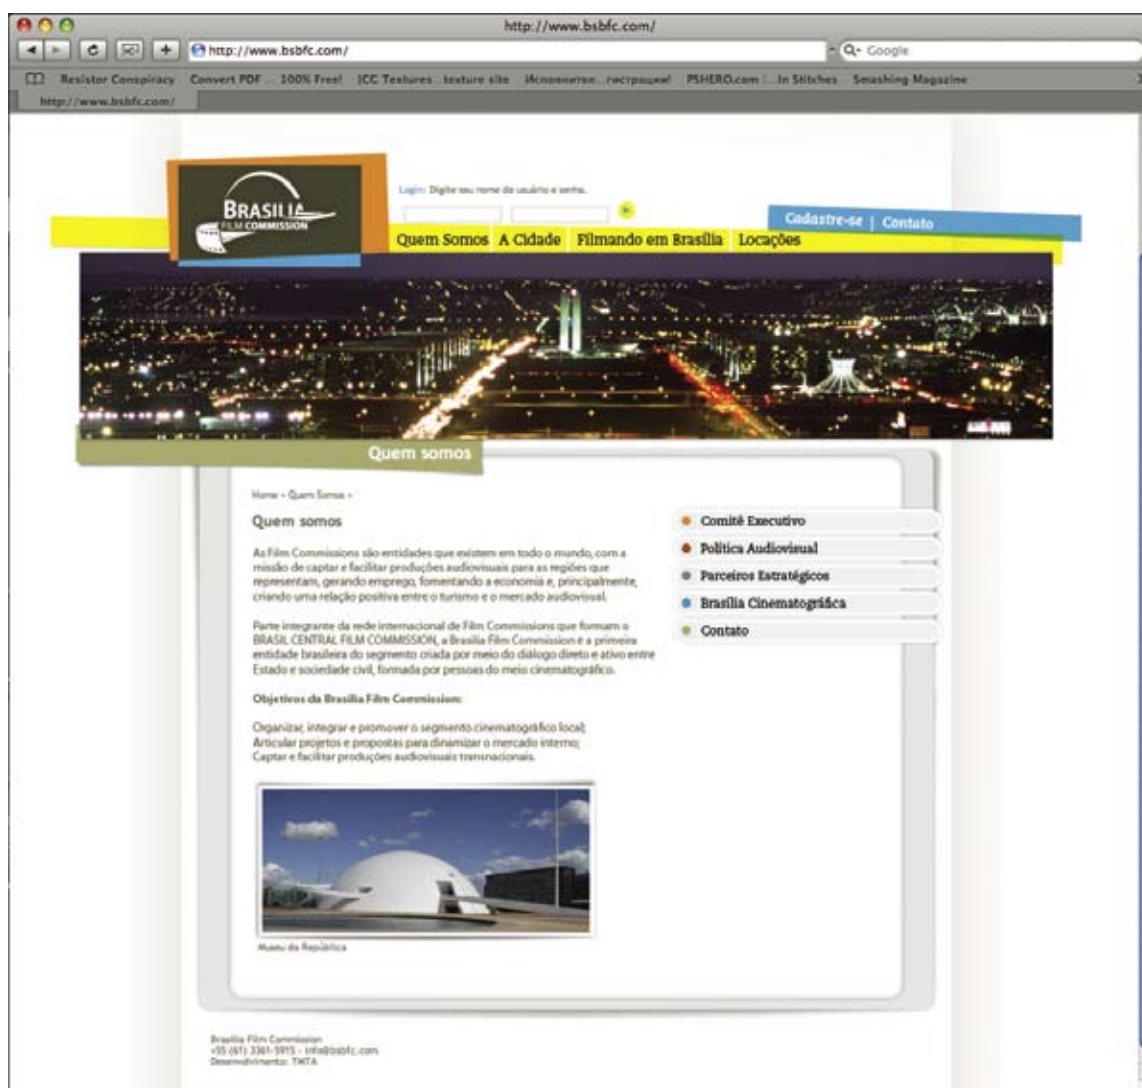 http://www.bsbfc.com/
http://www.bsbfc.com/
Google
Resistor Conspiracy Convert PDF ... 100% Free! [CG Textures...texture site Исполнител...гистрации! PSHERO.com |...In Stitches Smashing Magazine
http://www.bsbfc.com/
BRASILIA
FILM COMMISSION
Login: Digite seu nome de usuário e senha.
Cadastre-se | Contato
Quem Somos A Cidade Filmando em Brasília Locações
Quem somos
Home » Quem Somos »
Quem somos
As Film Commissions são entidades que existem em todo o mundo, com a
missão de captar e facilitar produções audiovisuais para as regiões que
representam, gerando emprego, fomentando a economia e, principalmente,
criando uma relação positiva entre o turismo e o mercado audiovisual.
Parte integrante da rede internacional de Film Commissions que formam o
BRASIL CENTRAL FILM COMMISSION, a Brasília Film Commission é a primeira
entidade brasileira do segmento criada por meio do diálogo direto e ativo entre
Estado e sociedade civil, formada por pessoas do meio cinematográfico.
Objetivos da Brasília Film Commission:
Organizar, integrar e promover o segmento cinematográfico local;
Articular projetos e propostas para dinamizar o mercado interno;
Captar e facilitar produções audiovisuais transnacionais.
Museu da República
Comitê Executivo
Política Audiovisual
Parceiros Estratégicos
Brasília Cinematográfica
Contato
Brasília Film Commission
+55 (61) 3361-5915 - info@bsbfc.com
Desenvolvimento: TMTA